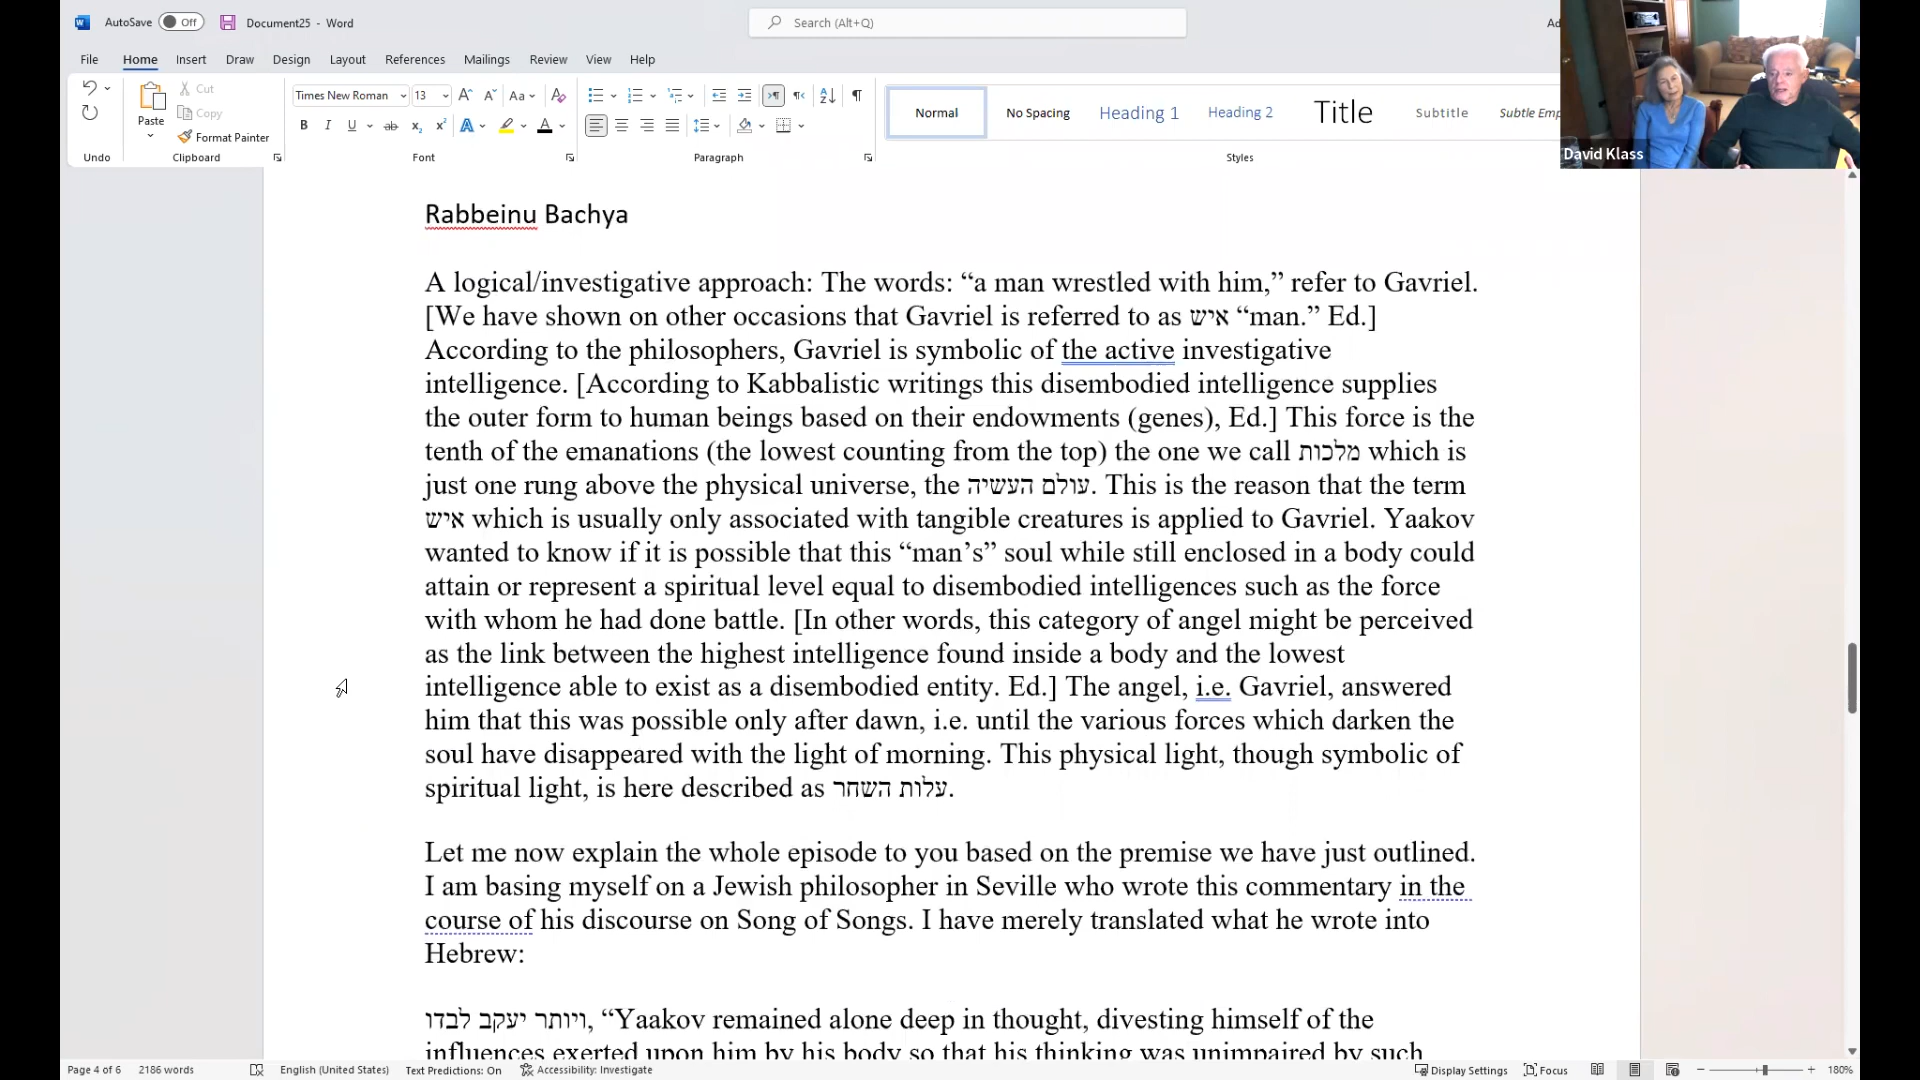 AutoSave Off Document25 - Word Search (Alt+Q)
David Klass
File Home Insert Draw Design Layout References Mailings Review View Help
Undo
Paste
Cut
Copy
Format Painter
Clipboard
Times New Roman 13
Font
Paragraph
Normal No Spacing Heading 1 Heading 2 Title Subtitle Subtle Emp
Styles
Rabbeinu Bachya
A logical/investigative approach: The words: “a man wrestled with him,” refer to Gavriel.
[We have shown on other occasions that Gavriel is referred to as איש “man.” Ed.]
According to the philosophers, Gavriel is symbolic of the active investigative
intelligence. [According to Kabbalistic writings this disembodied intelligence supplies
the outer form to human beings based on their endowments (genes), Ed.] This force is the
tenth of the emanations (the lowest counting from the top) the one we call מלכות which is
just one rung above the physical universe, the עולם העשיה. This is the reason that the term
איש which is usually only associated with tangible creatures is applied to Gavriel. Yaakov
wanted to know if it is possible that this “man’s” soul while still enclosed in a body could
attain or represent a spiritual level equal to disembodied intelligences such as the force
with whom he had done battle. [In other words, this category of angel might be perceived
as the link between the highest intelligence found inside a body and the lowest
intelligence able to exist as a disembodied entity. Ed.] The angel, i.e. Gavriel, answered
him that this was possible only after dawn, i.e. until the various forces which darken the
soul have disappeared with the light of morning. This physical light, though symbolic of
spiritual light, is here described as עלות השחר.
Let me now explain the whole episode to you based on the premise we have just outlined.
I am basing myself on a Jewish philosopher in Seville who wrote this commentary in the
course of his discourse on Song of Songs. I have merely translated what he wrote into
Hebrew:
ויותר יעקב לבדו, “Yaakov remained alone deep in thought, divesting himself of the
influences exerted upon him by his body so that his thinking was unimpaired by such
Page 4 of 6 2186 words English (United States) Text Predictions: On Accessibility: Investigate Display Settings Focus 180%